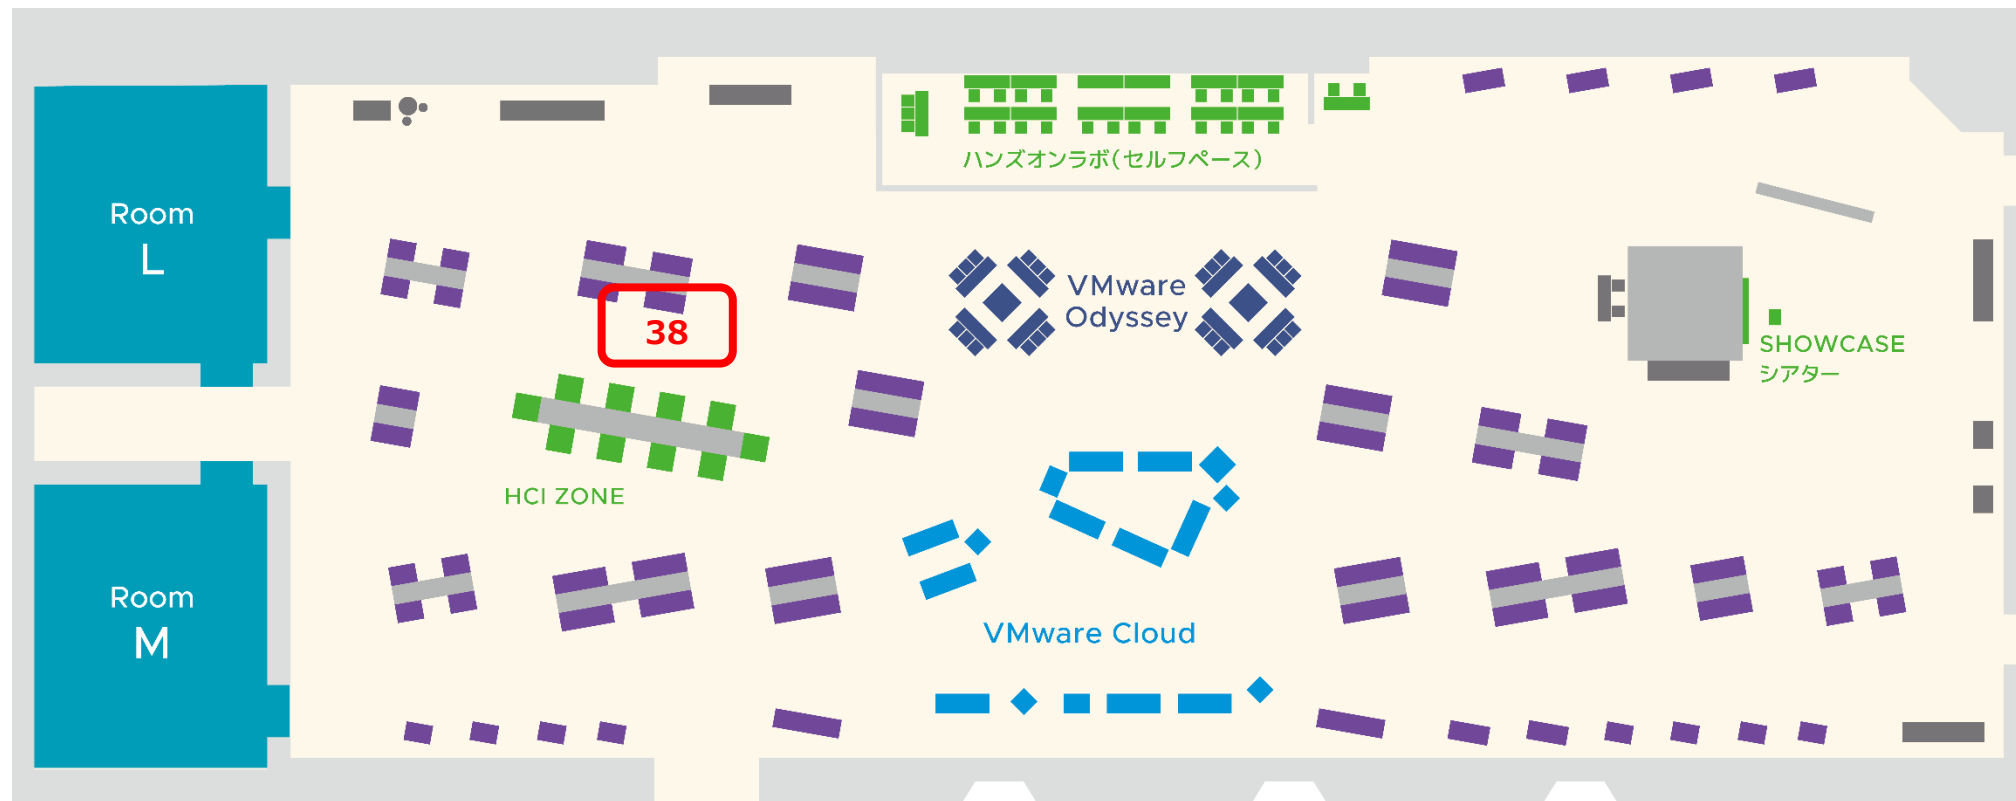 ハンズオンラボ(セルフペース)
Room
L
VMware
Odyssey
38
SHOWCASE
シアター
HCI ZONE
Room
M
VMware Cloud